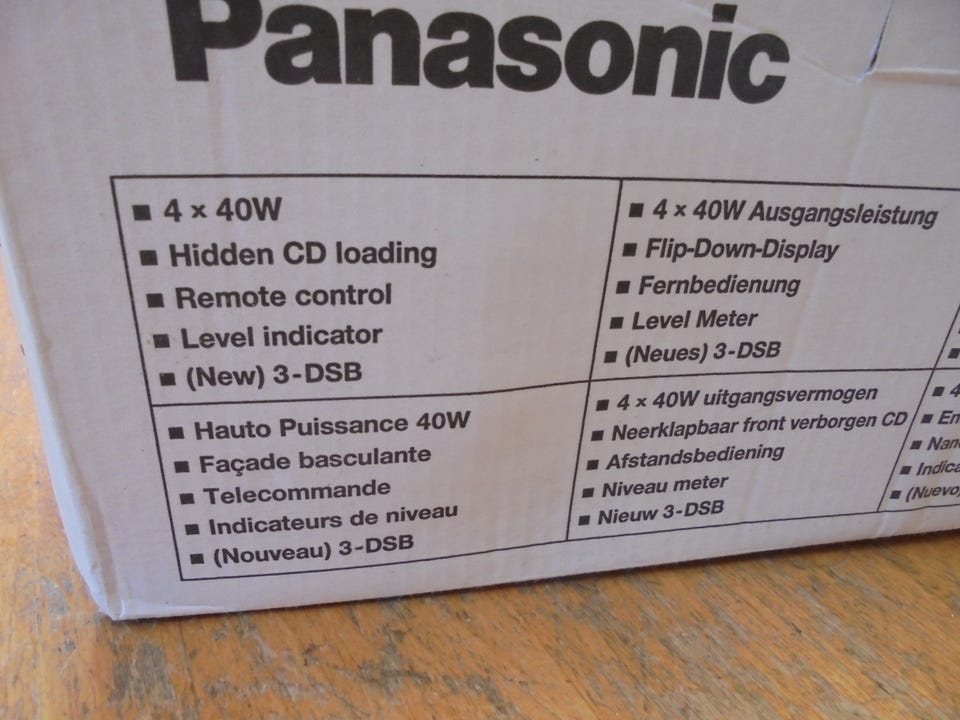 Panasonic
■ 4 × 40W
■ Hidden CD loading
■ Remote control
■ Level indicator
■ (New) 3-DSB
■ 4 × 40W Ausgangsleistung
■ Flip-Down-Display
■ Fernbedienung
■ Level Meter
■ (Neues) 3-DSB
■ Hauto Puissance 40W
■ Façade basculante
■ Telecommande
■ Indicateurs de niveau
■ (Nouveau) 3-DSB
■ 4 × 40W uitgangsvermogen
■ Neerklapbaar front verborgen CD
■ Afstandsbediening
■ Niveau meter
■ Nieuw 3-DSB
■ 4
■ (Nuevo)